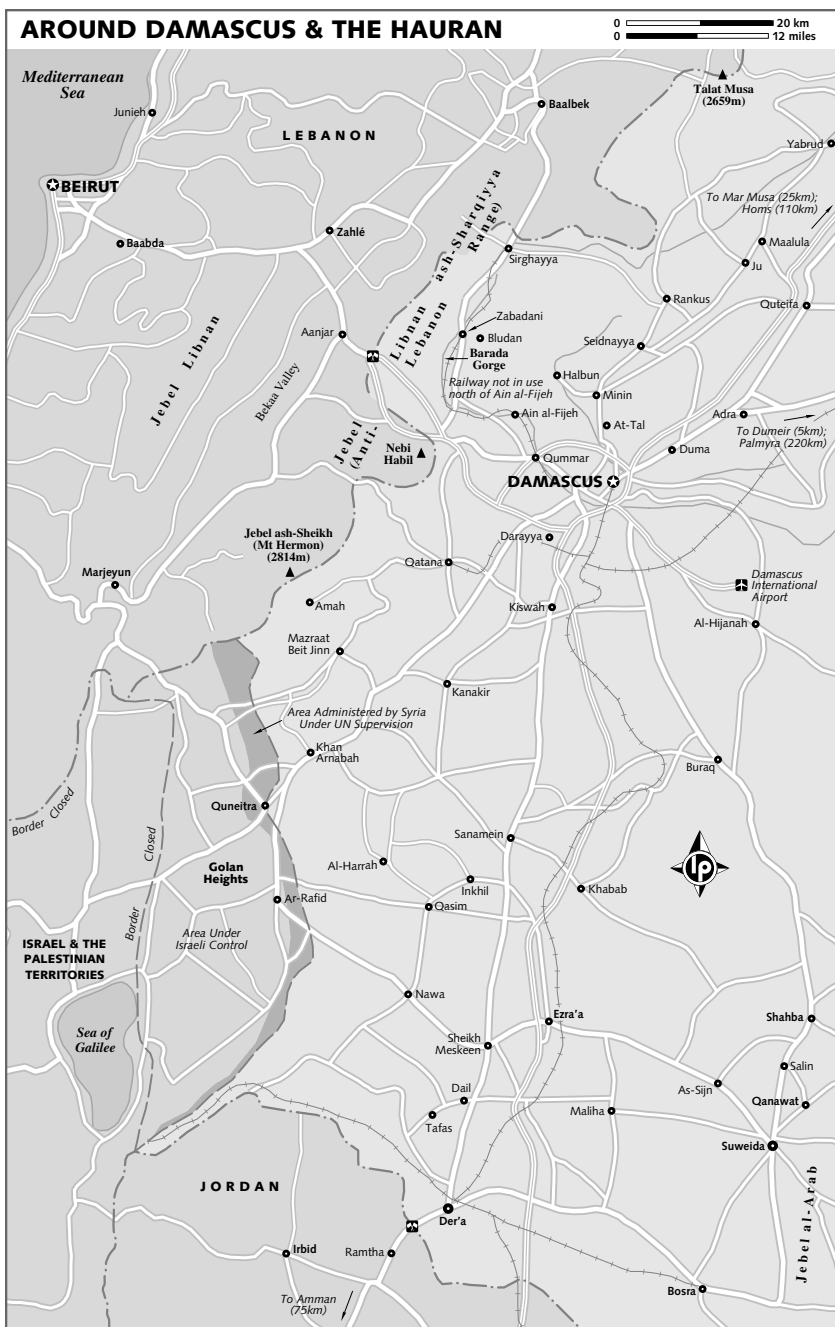 AROUND DAMASCUS & THE HAURAN
0 20 km
0 12 miles
Mediterranean
Sea
Talat Musa
(2659m)
Junieh
Baalbek
LEBANON
Yabrud
BEIRUT
To Mar Musa (25km);
Homs (110km)
Baabda
Zahlé
Maalula
Sirghayya
Ju
Jebel Libnan
Libnan ash-Sharqiyya
Lebanon Range)
Rankus
Quteifa
Zabadani
Aanjar
Bludan
Seidnayya
Barada
Gorge
Bekaa Valley
Halbun
Railway not in use
north of Ain al-Fijeh
Minin
Ain al-Fijeh
Adra
At-Tal
To Dumeir (5km);
Palmyra (220km)
Jebel
(Anti-
Nebi
Habil
Qummar
Duma
DAMASCUS
Jebel ash-Sheikh
(Mt Hermon)
(2814m)
Darayya
Qatana
Marjeyun
Damascus
International
Airport
Amah
Kiswah
Al-Hijanah
Mazraat
Beit Jinn
Kanakir
Area Administered by Syria
Under UN Supervision
Khan
Arnabah
Buraq
Quneitra
Border Closed
Sanamein
Border Closed
Al-Harrah
lp
Golan
Heights
Inkhil
Khabab
Ar-Rafid
Qasim
Area Under
Israeli Control
ISRAEL & THE
PALESTINIAN
TERRITORIES
Nawa
Ezra'a
Shahba
Sea of
Galilee
Sheikh
Meskeen
Salin
Dail
As-Sijn
Qanawat
Tafas
Maliha
Suweida
JORDAN
Jebel al-Arab
Der'a
Irbid
Ramtha
Bosra
To Amman
(75km)